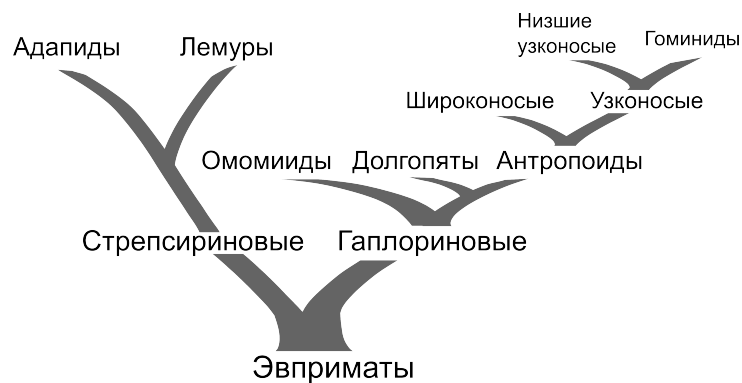 Низшие
узконосые
Гоминиды
Адапиды
Лемуры
Широконосые
Узконосые
Омомииды
Долгопяты
Антропоиды
Стрепсириновые
Гаплориновые
Эвприматы